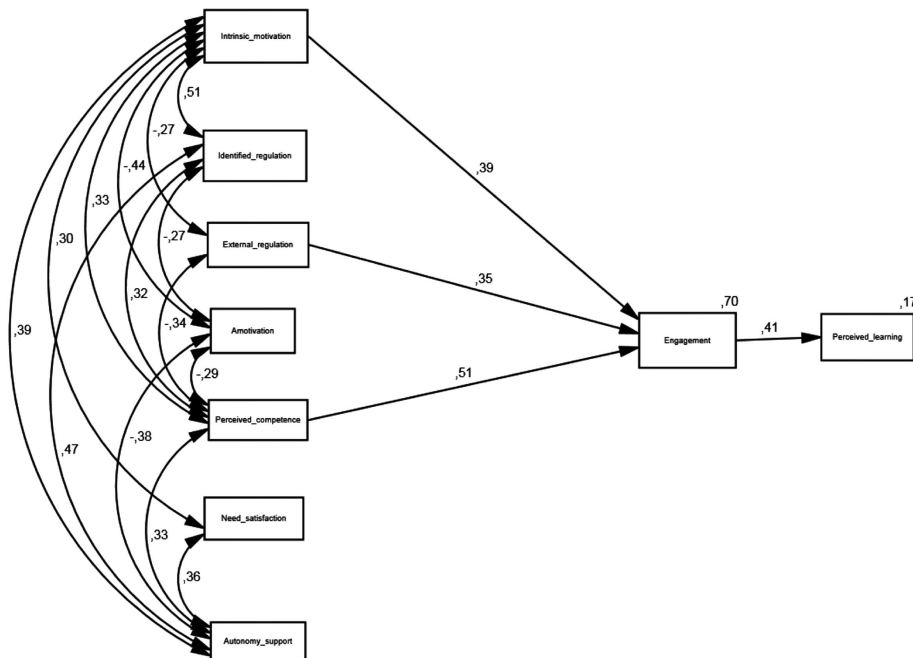 Intrinsic_motivation
,51
-,27
Identified_regulation
-,44
,39
,33
-,27
,30
External_regulation
,35
,32
,39
-,34
Amotivation
,70
,17
Engagement
,41
Perceived_learning
-,29
,51
Perceived_competence
-,38
,47
Need_satisfaction
,33
,36
Autonomy_support